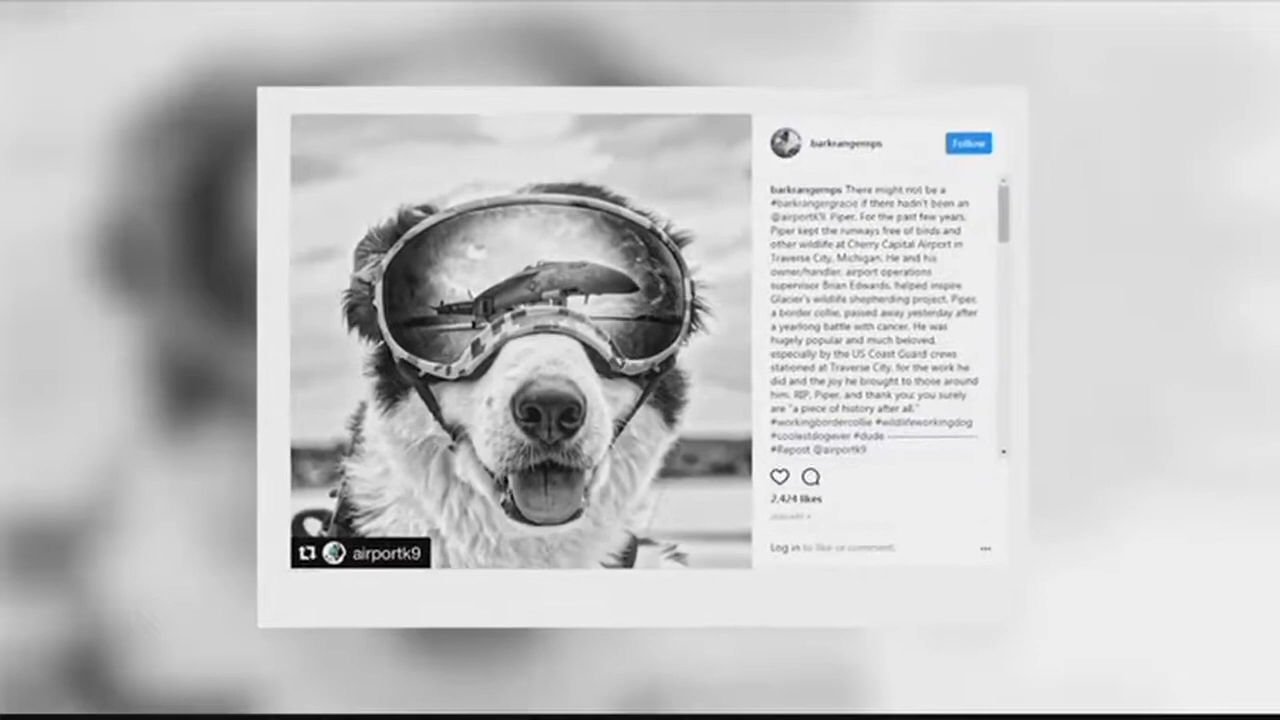 barkrangernps
Follow
barkrangernps There might not be a
#barkrangergracie if there hadn't been an
@airportk9, Piper. For the past few years,
Piper kept the runways free of birds and
other wildlife at Cherry Capital Airport in
Traverse City, Michigan. He and his
owner/handler, airport operations
supervisor Brian Edwards, helped inspire
Glacier's wildlife shepherding project. Piper,
a border collie, passed away yesterday after
a yearlong battle with cancer. He was
hugely popular and much beloved,
especially by the US Coast Guard crews
stationed at Traverse City, for the work he
did and the joy he brought to those around
him. RIP, Piper, and thank you: you surely
are "a piece of history after all."
#workingbordercollie #wildlifeworkingdog
#coolestdogever #dude
#Repost @airportk9
2,424 likes
Log in to like or comment.
airportk9